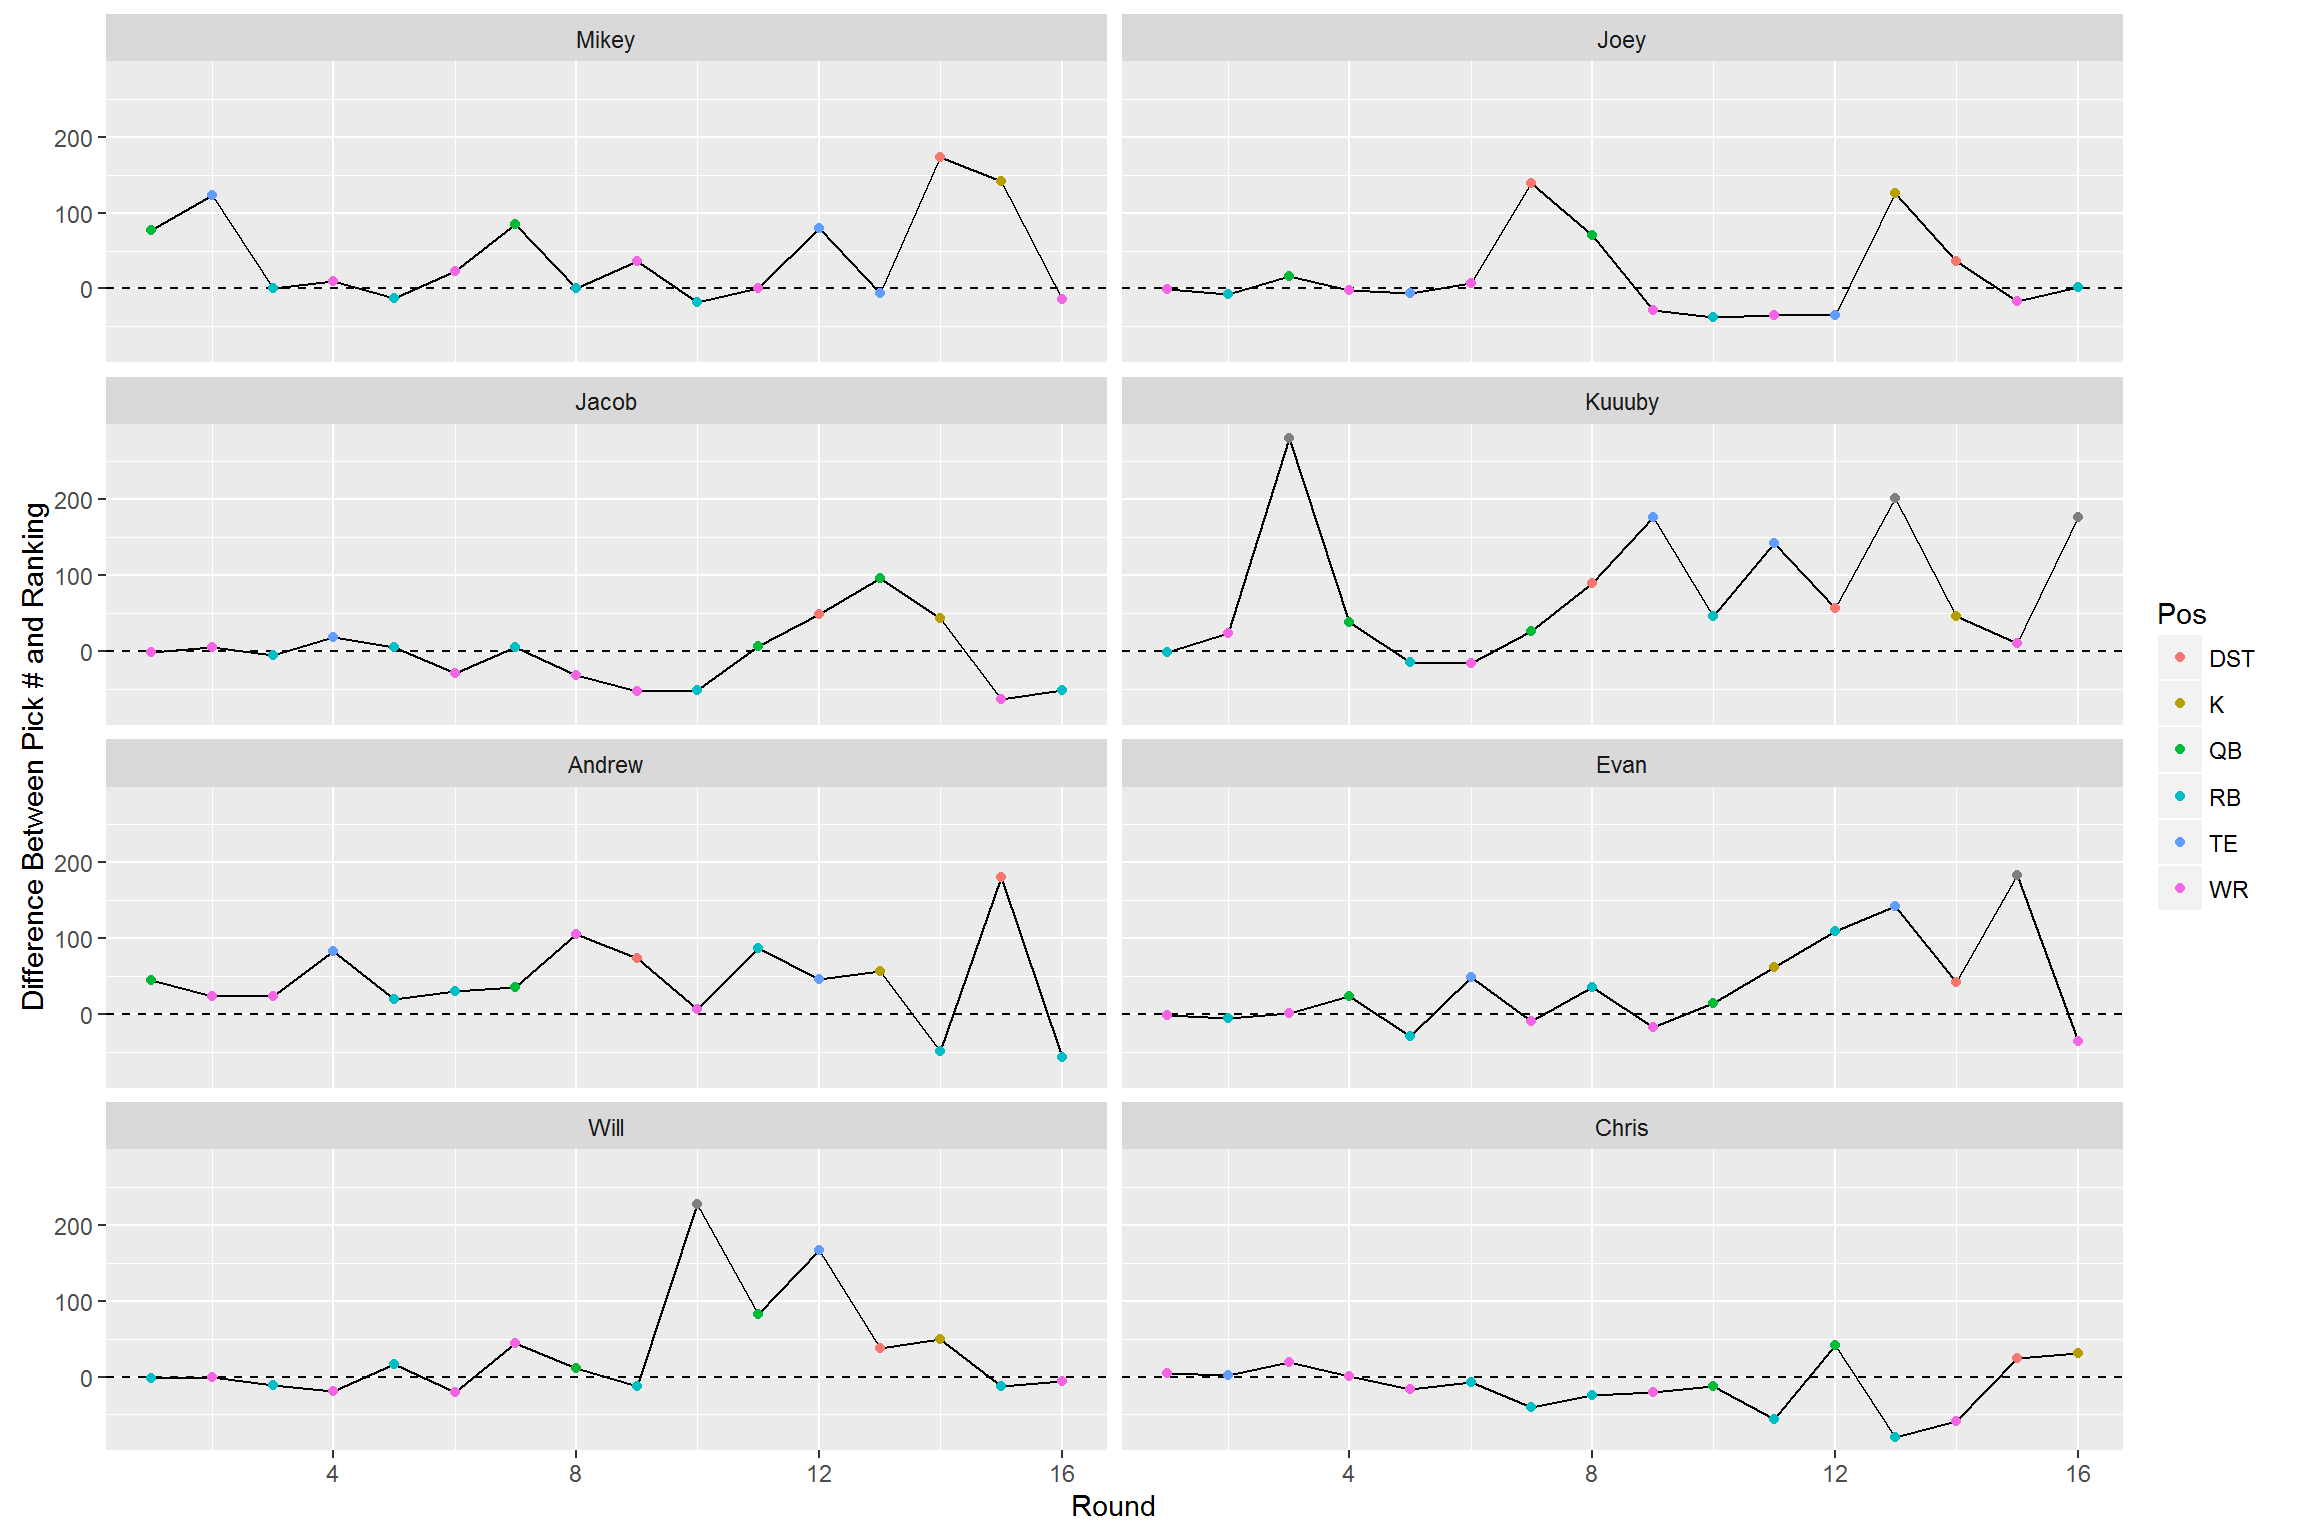 Mikey
Joey
200
100
0
Jacob
Kuuuby
200
100
0
Andrew
Evan
200
100
0
Will
Chris
200
100
0
4
8
12
16
4
8
12
16
Round
Difference Between Pick # and Ranking
Pos
DST
K
QB
RB
TE
WR